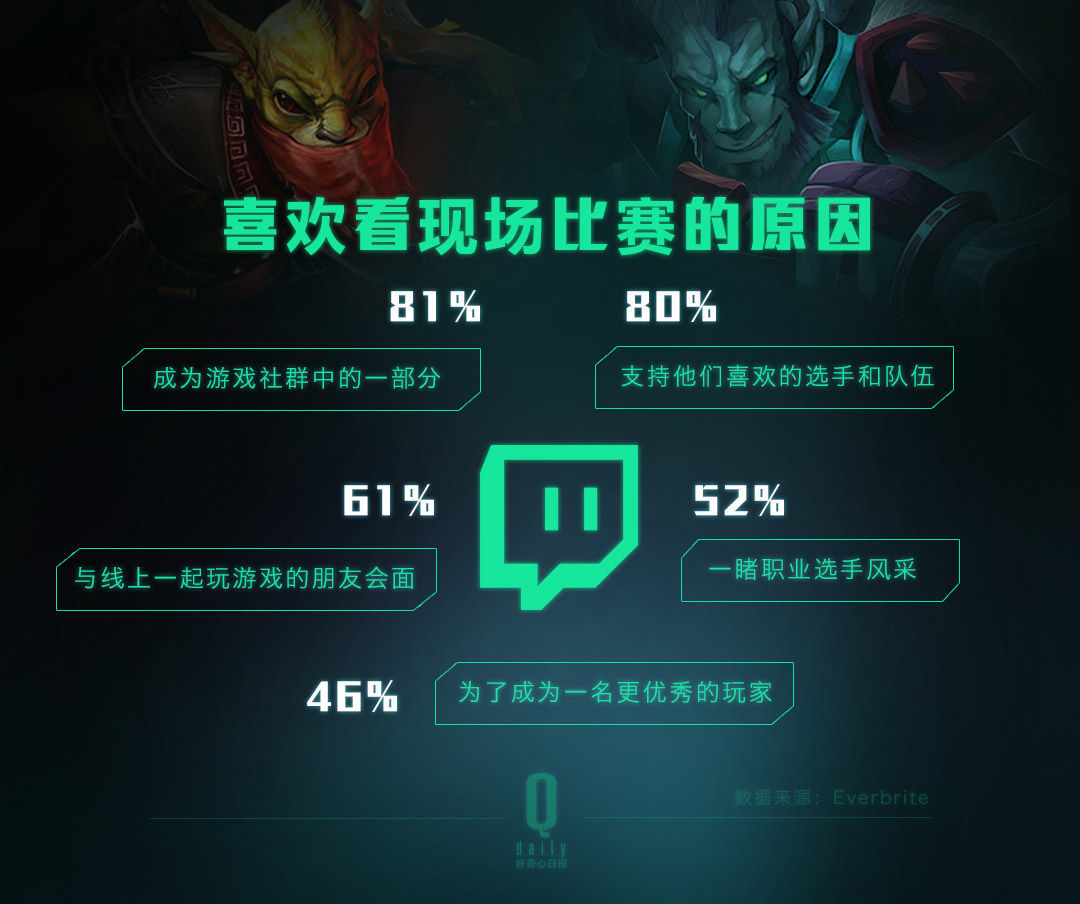 喜欢看现场比赛的原因
81%
80%
成为游戏社群中的一部分
支持他们喜欢的选手和队伍
61%
52%
与线上一起玩游戏的朋友会面
一睹职业选手风采
46%
为了成为一名更优秀的玩家
数据来源：Everbrite
Q
daily
好奇心日报